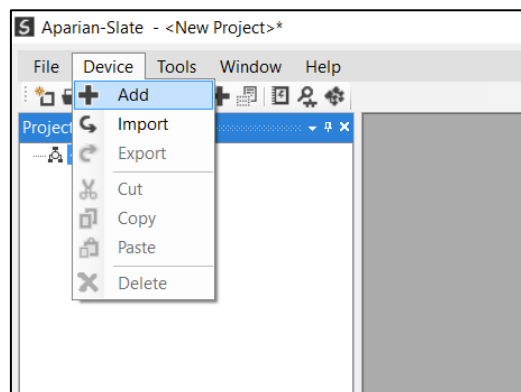 S Aparian-Slate - <New Project>*
File Device Tools Window Help
Add
Project
Import
Export
Cut
Copy
Paste
Delete